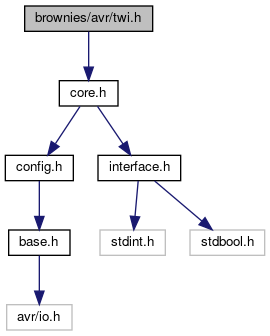 brownies/avr/twi.h
core.h
config.h
interface.h
base.h
stdint.h
stdbool.h
avr/io.h